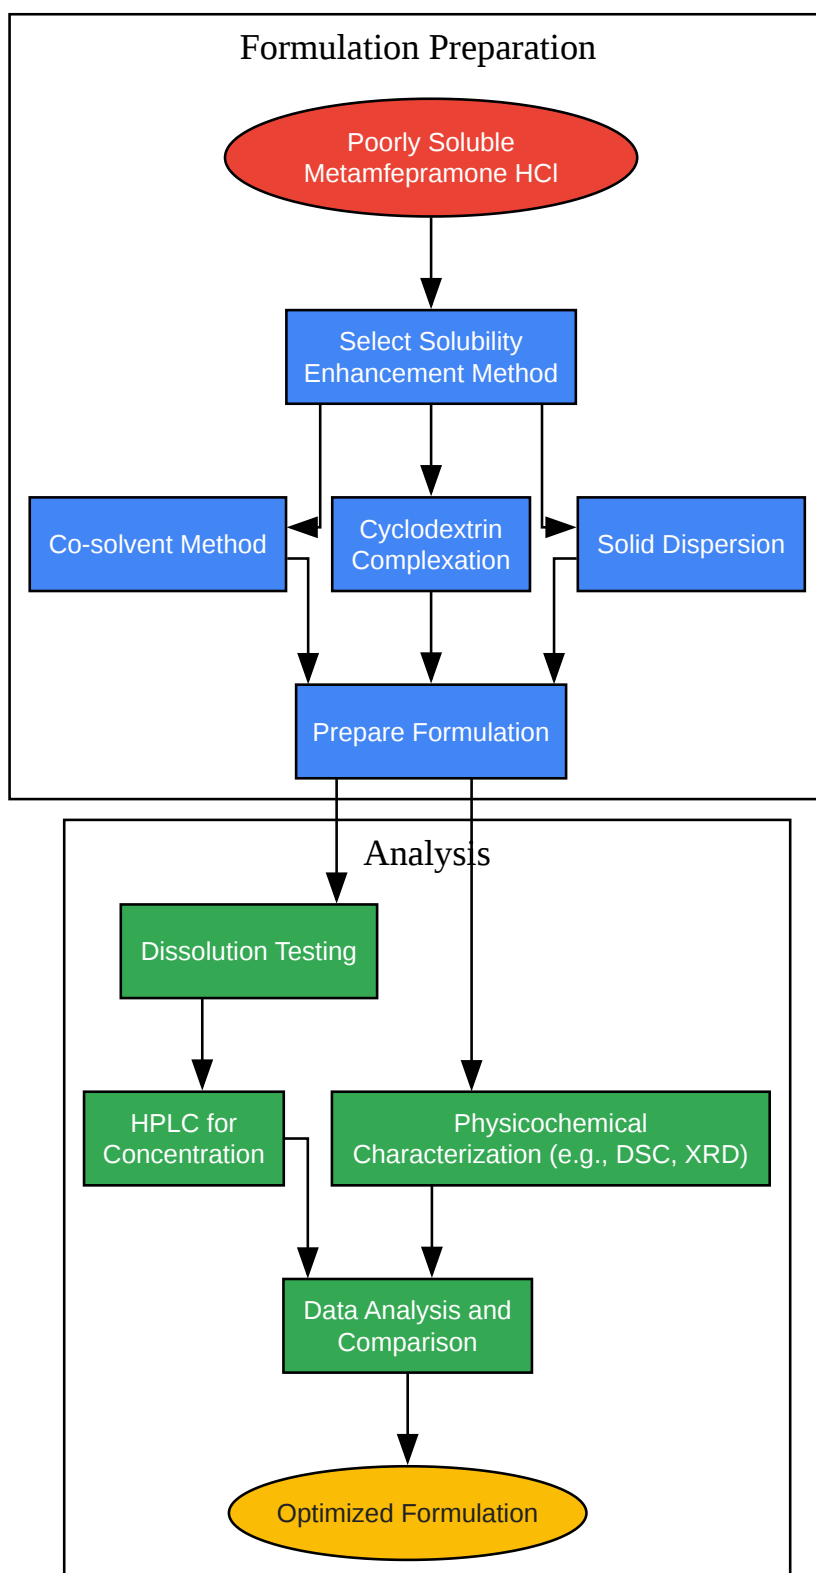 Formulation Preparation
Poorly Soluble
Metamfepramone HCl
Select Solubility
Enhancement Method
Co-solvent Method
Cyclodextrin
Complexation
Solid Dispersion
Prepare Formulation
Analysis
Dissolution Testing
HPLC for
Concentration
Physicochemical
Characterization (e.g., DSC, XRD)
Data Analysis and
Comparison
Optimized Formulation